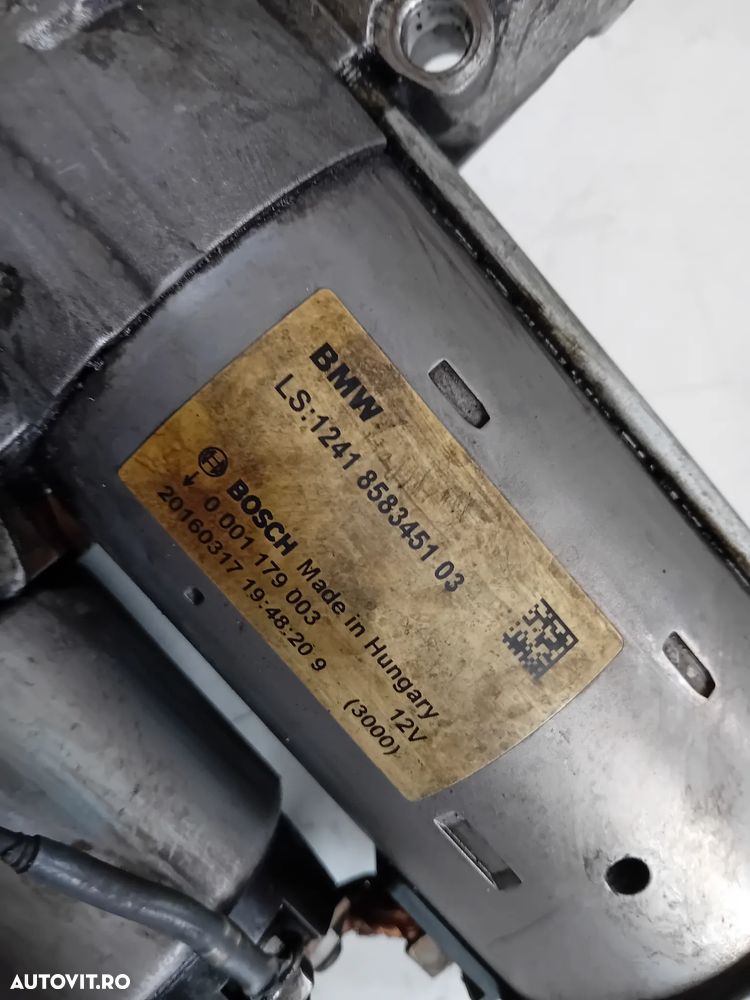 BMW
LS:1241 8583451 03
BOSCH Made in Hungary
0 001 179 003 12V
20160317 19:48:20 9 (3000)
AUTOVIT.RO